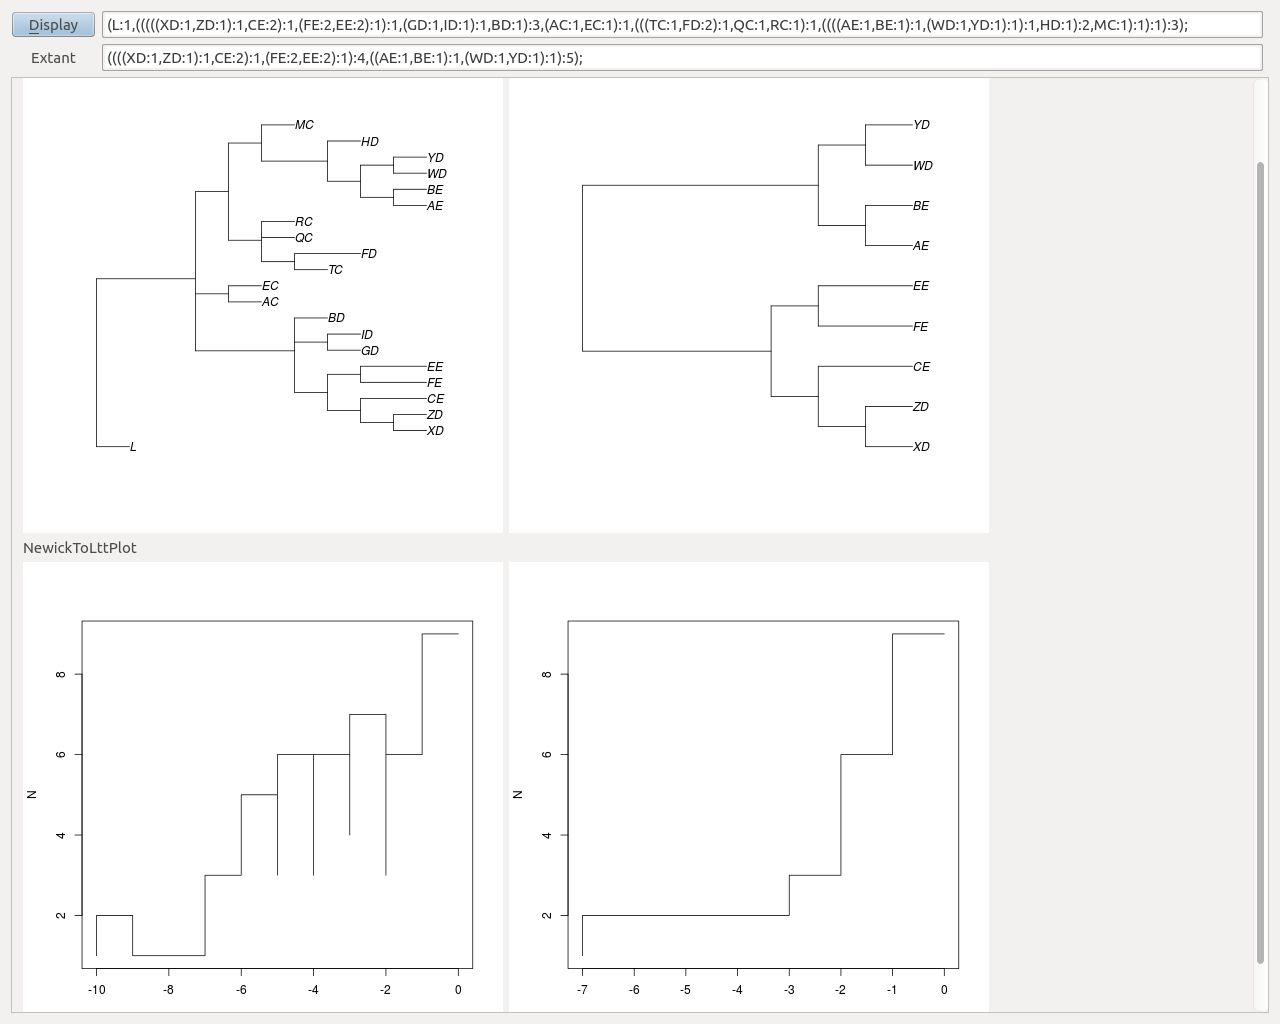 Display (L:1,(((((XD:1,ZD:1):1,CE:2):1,(FE:2,EE:2):1):1,(GD:1,ID:1):1,BD:1):3,(AC:1,EC:1):1,(((TC:1,FD:2):1,QC:1,RC:1):1,((((AE:1,BE:1):1,(WD:1,YD:1):1):1,HD:1):2,MC:1):1):1):3);
Extant ((((XD:1,ZD:1):1,CE:2):1,(FE:2,EE:2):1):4,((AE:1,BE:1):1,(WD:1,YD:1):1):5);
MC
HD
YD
WD
BE
AE
RC
QC
FD
TC
EC
AC
BD
ID
GD
EE
FE
CE
ZD
XD
L
YD
WD
BE
AE
EE
FE
CE
ZD
XD
NewickToLttPlot
8
6
N
4
2
-10 -8 -6 -4 -2 0
8
6
N
4
2
-7 -6 -5 -4 -3 -2 -1 0